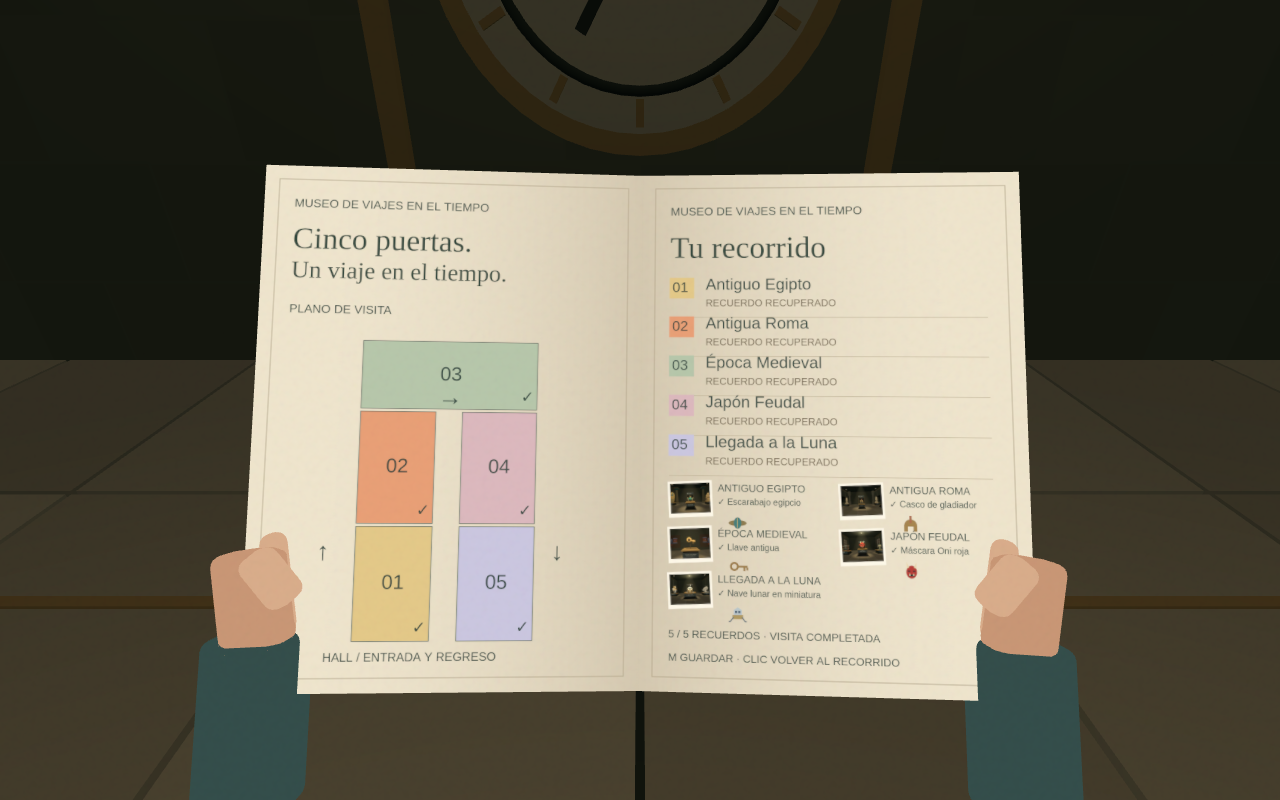 MUSEO DE VIAJES EN EL TIEMPO
Cinco puertas.
Un viaje en el tiempo.
PLANO DE VISITA
03
→ ✓
02 ✓
04 ✓
↑
01 ✓
05 ✓
↓
HALL / ENTRADA Y REGRESO
MUSEO DE VIAJES EN EL TIEMPO
Tu recorrido
01 Antiguo Egipto
RECUERDO RECUPERADO
02 Antigua Roma
RECUERDO RECUPERADO
03 Época Medieval
RECUERDO RECUPERADO
04 Japón Feudal
RECUERDO RECUPERADO
05 Llegada a la Luna
RECUERDO RECUPERADO
ANTIGUO EGIPTO
✓ Escarabajo egipcio
ANTIGUA ROMA
✓ Casco de gladiador
ÉPOCA MEDIEVAL
✓ Llave antigua
JAPÓN FEUDAL
✓ Máscara Oni roja
LLEGADA A LA LUNA
✓ Nave lunar en miniatura
5 / 5 RECUERDOS · VISITA COMPLETADA
M GUARDAR · CLIC VOLVER AL RECORRIDO